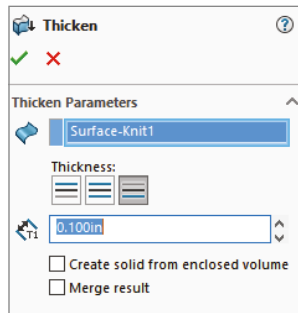 Thicken
?
Thicken Parameters
Surface-Knit1
Thickness:
T1
0.100in
Create solid from enclosed volume
Merge result